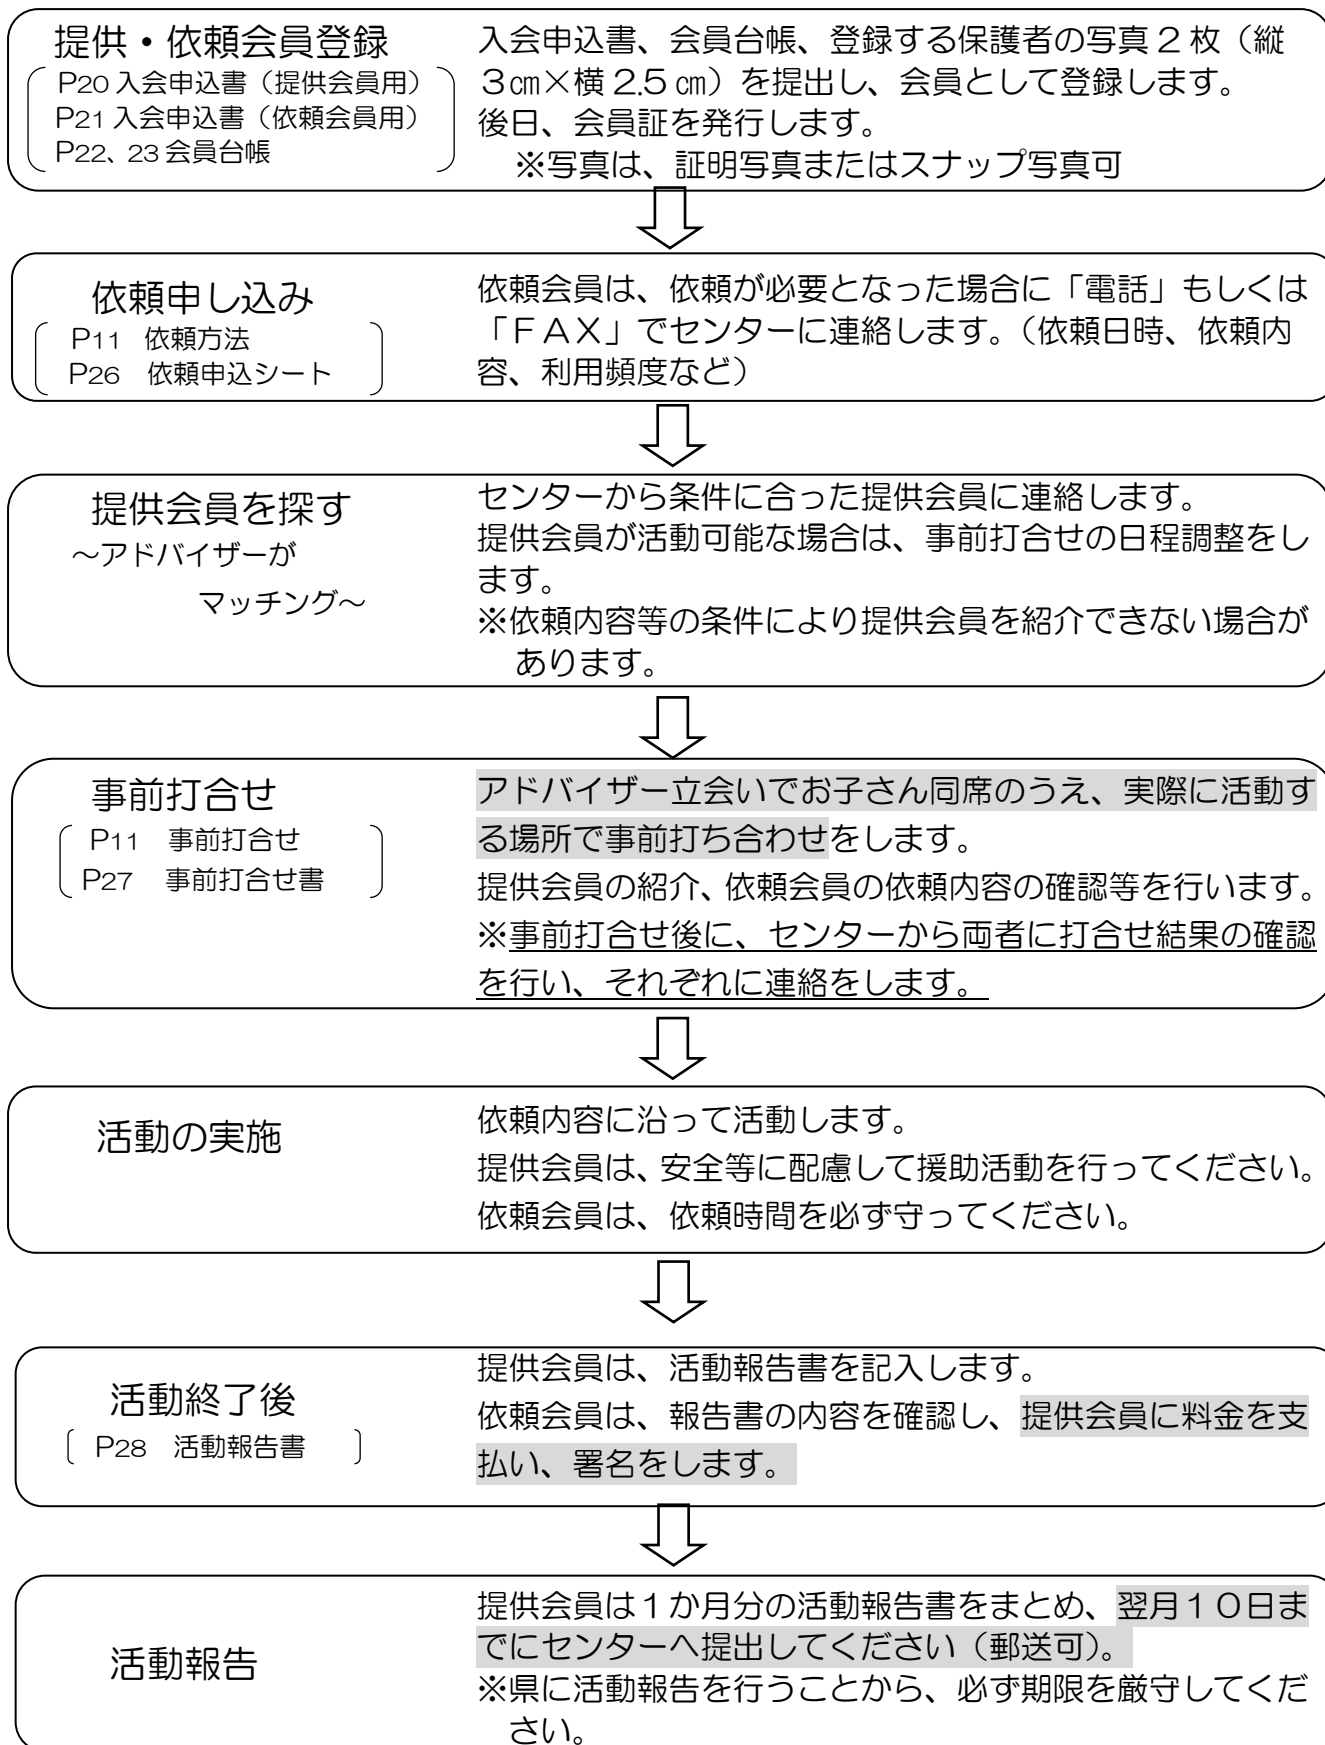 提供・依頼会員登録
P20 入会申込書（提供会員用）
P21 入会申込書（依頼会員用）
P22、23 会員台帳
入会申込書、会員台帳、登録する保護者の写真２枚（縦
３㎝×横 2.5 ㎝）を提出し、会員として登録します。
後日、会員証を発行します。
※写真は、証明写真またはスナップ写真可
依頼申し込み
P11 依頼方法
P26 依頼申込シート
依頼会員は、依頼が必要となった場合に「電話」もしくは
「ＦＡＸ」でセンターに連絡します。（依頼日時、依頼内
容、利用頻度など）
提供会員を探す
～アドバイザーが
マッチング～
センターから条件に合った提供会員に連絡します。
提供会員が活動可能な場合は、事前打合せの日程調整をし
ます。
※依頼内容等の条件により提供会員を紹介できない場合が
あります。
事前打合せ
P11 事前打合せ
P27 事前打合せ書
アドバイザー立会いでお子さん同席のうえ、実際に活動す
る場所で事前打ち合わせをします。
提供会員の紹介、依頼会員の依頼内容の確認等を行います。
※事前打合せ後に、センターから両者に打合せ結果の確認
を行い、それぞれに連絡をします。
活動の実施
依頼内容に沿って活動します。
提供会員は、安全等に配慮して援助活動を行ってください。
依頼会員は、依頼時間を必ず守ってください。
活動終了後
P28 活動報告書
提供会員は、活動報告書を記入します。
依頼会員は、報告書の内容を確認し、提供会員に料金を支
払い、署名をします。
活動報告
提供会員は１か月分の活動報告書をまとめ、翌月１０日ま
でにセンターへ提出してください（郵送可）。
※県に活動報告を行うことから、必ず期限を厳守してくだ
さい。